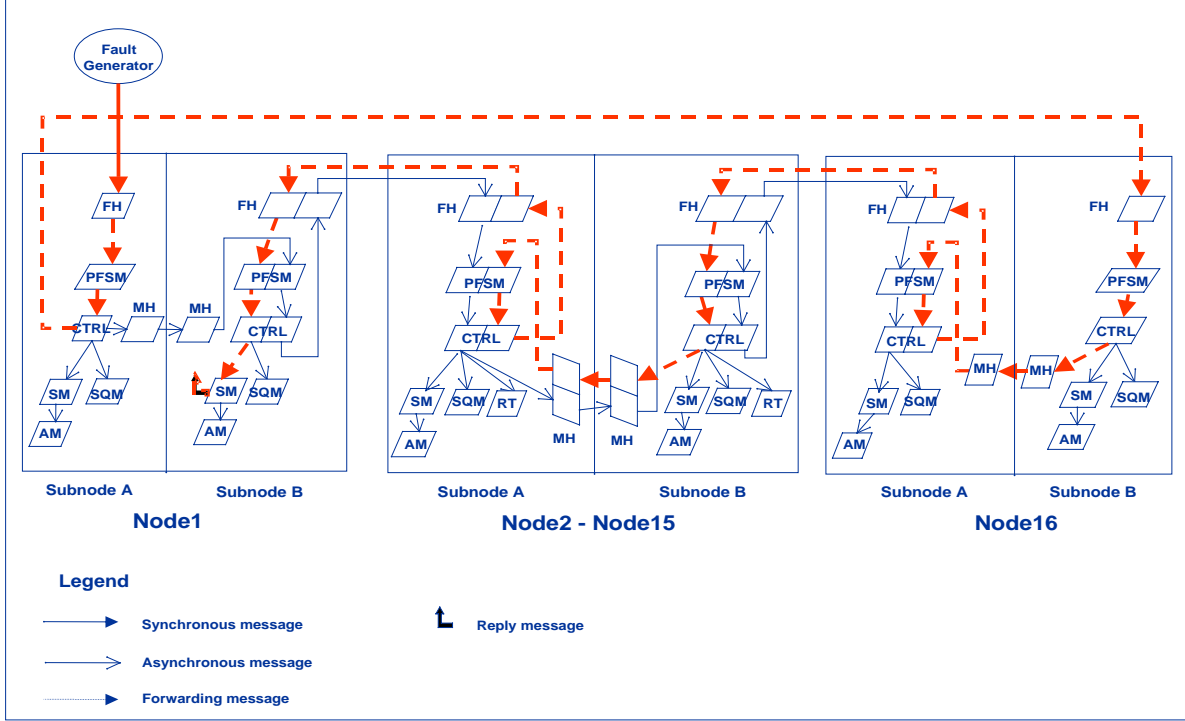 Fault
Generator
FH
PFSM
CTRL
MH
MH
SM
SQM
AM
FH
PFSM
CTRL
SM
SQM
AM
FH
PFSM
CTRL
SM
SQM
RT
AM
MH
FH
PFSM
CTRL
SM
SQM
RT
AM
MH
FH
PFSM
CTRL
SM
SQM
AM
MH
MH
FH
PFSM
CTRL
SM
SQM
AM
Subnode A
Subnode B
Subnode A
Subnode B
Subnode A
Subnode B
Node1
Node2 - Node15
Node16
Legend
Synchronous message
Reply message
Asynchronous message
Forwarding message